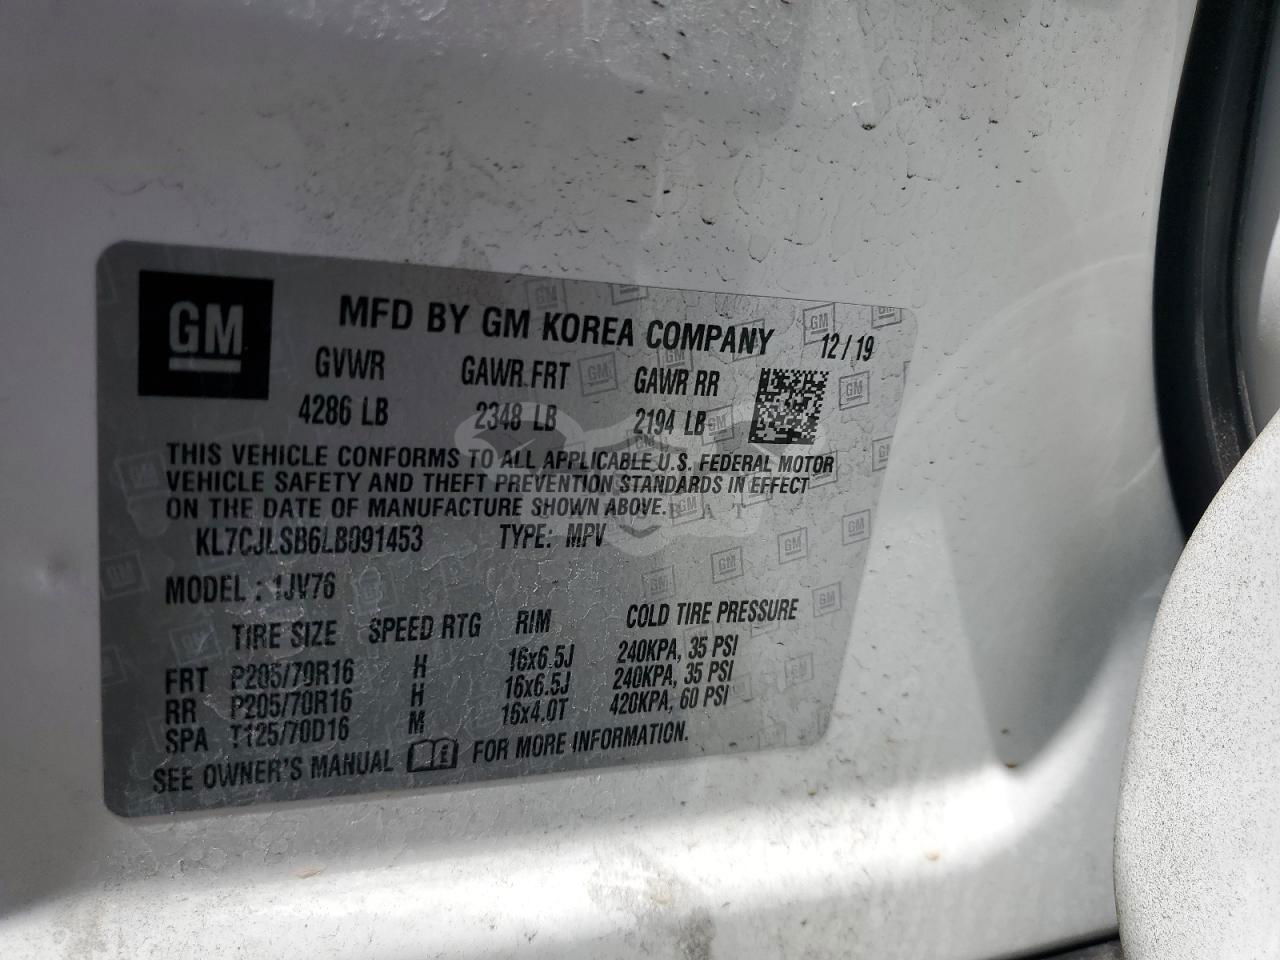 GM
MFD BY GM KOREA COMPANY 12/19
GVWR GAWR FRT GAWR RR
4286 LB 2348 LB 2194 LB
THIS VEHICLE CONFORMS TO ALL APPLICABLE U.S. FEDERAL MOTOR
VEHICLE SAFETY AND THEFT PREVENTION STANDARDS IN EFFECT
ON THE DATE OF MANUFACTURE SHOWN ABOVE.
KL7CJLSB6LB091453 TYPE: MPV
MODEL : 1JV76
TIRE SIZE SPEED RTG RIM COLD TIRE PRESSURE
FRT P205/70R16 H 16x6.5J 240KPA, 35 PSI
RR P205/70R16 H 16x6.5J 240KPA, 35 PSI
SPA T125/70D16 M 16x4.0T 420KPA, 60 PSI
SEE OWNER'S MANUAL FOR MORE INFORMATION.